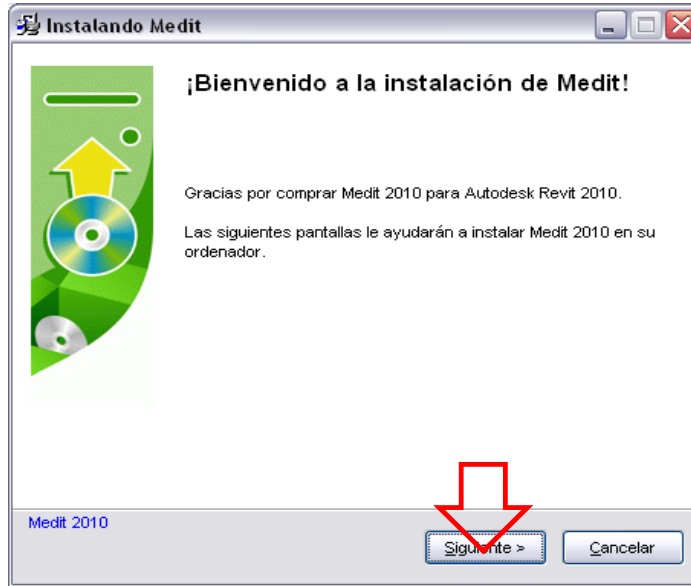 Instalando Medit
¡Bienvenido a la instalación de Medit!
Gracias por comprar Medit 2010 para Autodesk Revit 2010.
Las siguientes pantallas le ayudarán a instalar Medit 2010 en su
ordenador.
Medit 2010
Siguiente >
Cancelar